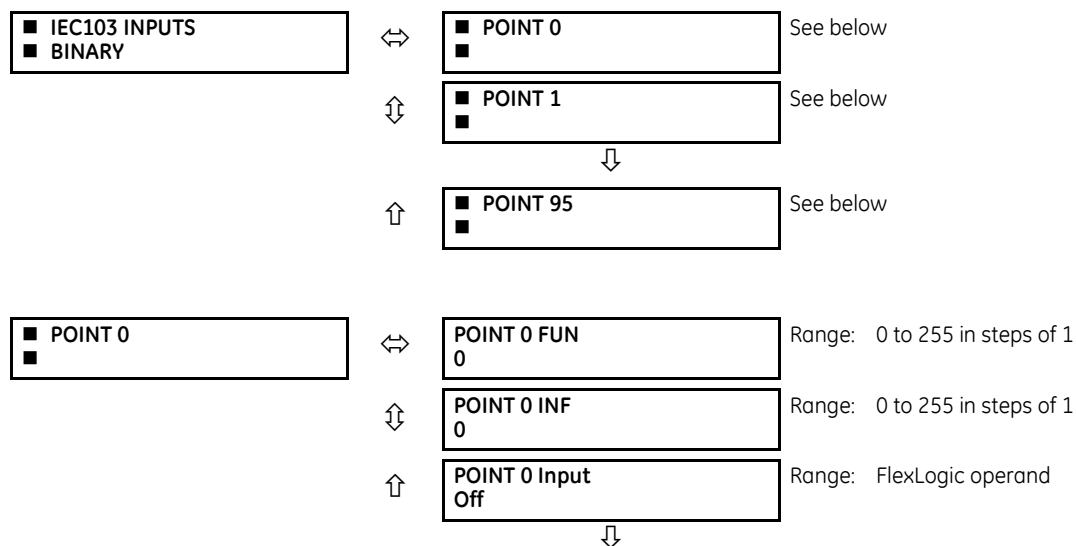 ■ IEC103 INPUTS
■ BINARY
■ POINT 0
■
See below
■ POINT 1
■
See below
■ POINT 95
■
See below
■ POINT 0
■
POINT 0 FUN
0
Range: 0 to 255 in steps of 1
POINT 0 INF
0
Range: 0 to 255 in steps of 1
POINT 0 Input
Off
Range: FlexLogic operand